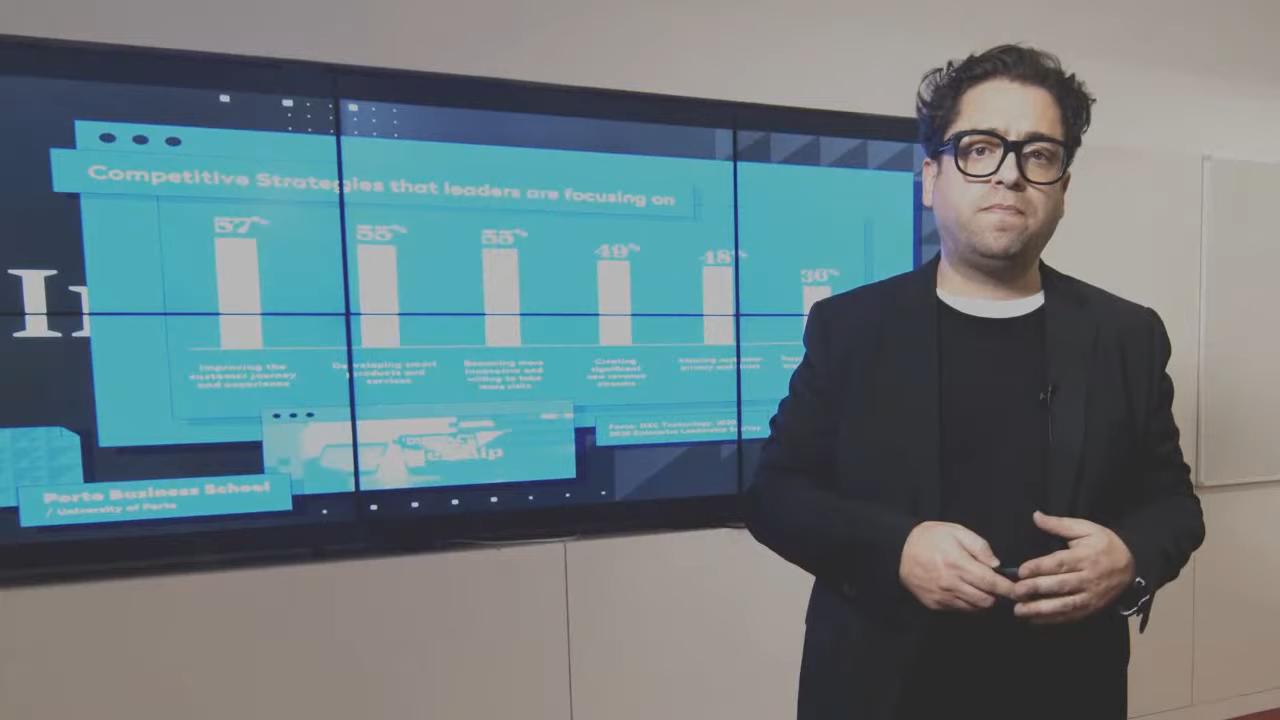 Competitive Strategies that leaders are focusing on
57%
55%
55%
49%
48%
36%
Improving the
customer journey
and experience
Developing smart
products and
services
Becoming more
innovative and
willing to take
more risks
Creating
significant
new revenue
streams
Porto Business School
/ University of Porto